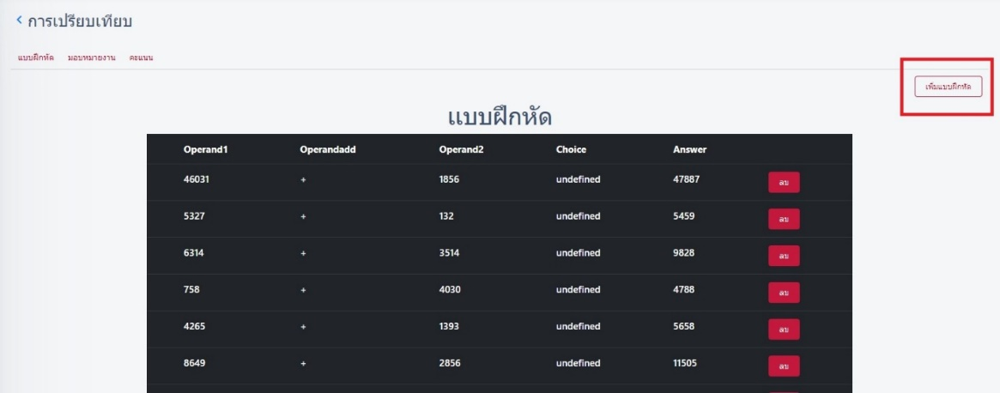 การเปรียบเทียบ
แบบฝึกหัด มอบหมายงาน คะแนน
เพิ่มแบบฝึกหัด
แบบฝึกหัด
Operand1 Operandadd Operand2 Choice Answer
46031 + 1856 undefined 47887 ลบ
5327 + 132 undefined 5459 ลบ
6314 + 3514 undefined 9828 ลบ
758 + 4030 undefined 4788 ลบ
4265 + 1393 undefined 5658 ลบ
8649 + 2856 undefined 11505 ลบ